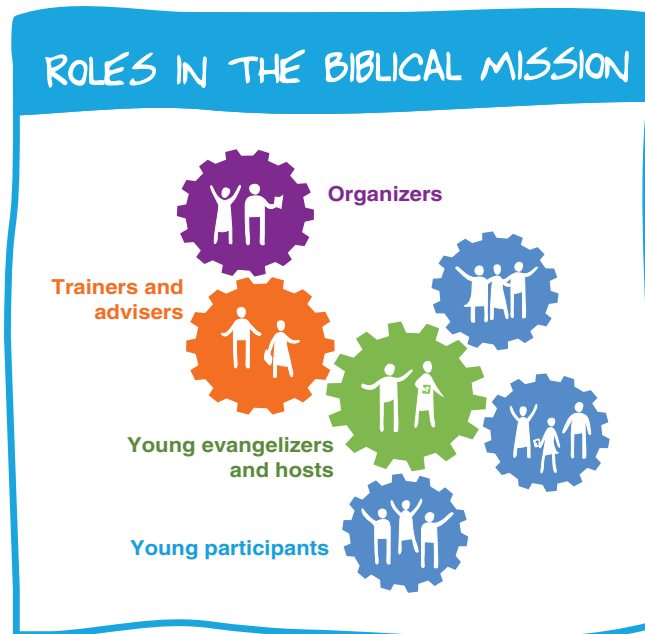 ROLES IN THE BIBLICAL MISSION
Organizers
Trainers and
advisers
Young evangelizers
and hosts
Young participants